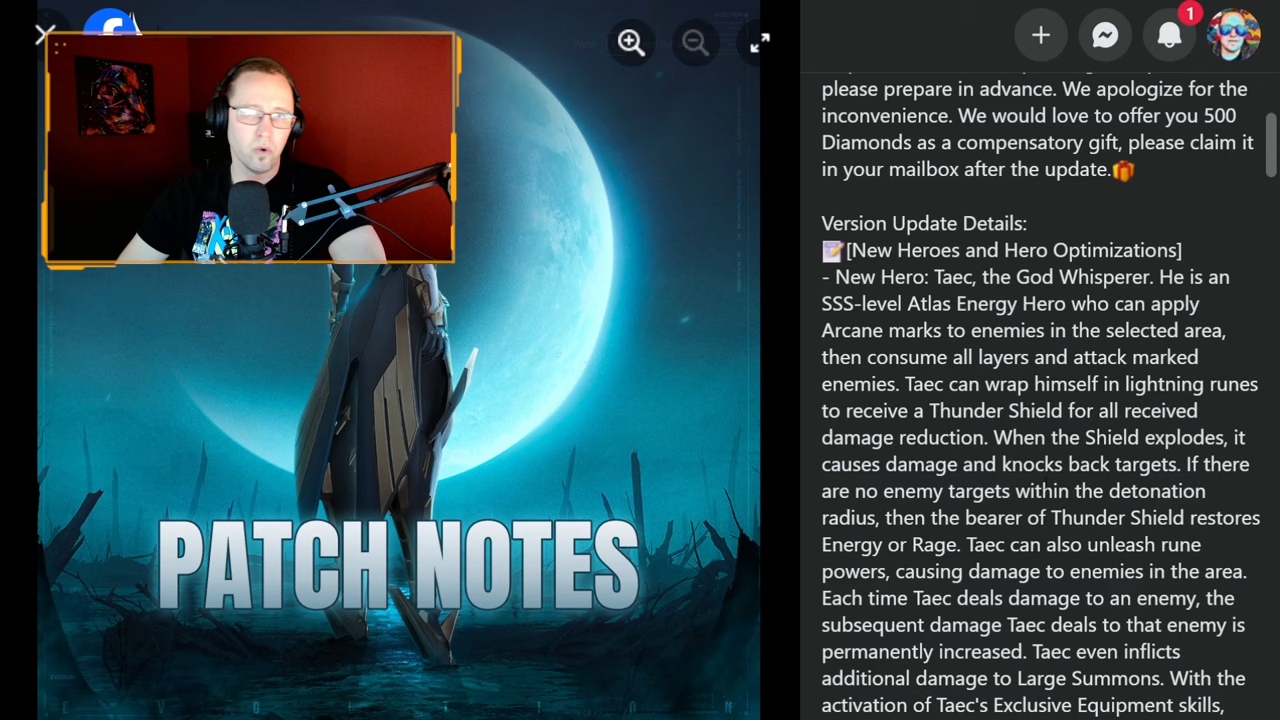 PATCH NOTES
E V O L U T I O N
1
please prepare in advance. We apologize for the
inconvenience. We would love to offer you 500
Diamonds as a compensatory gift, please claim it
in your mailbox after the update.🎁
Version Update Details:
📝[New Heroes and Hero Optimizations]
- New Hero: Taec, the God Whisperer. He is an
SSS-level Atlas Energy Hero who can apply
Arcane marks to enemies in the selected area,
then consume all layers and attack marked
enemies. Taec can wrap himself in lightning runes
to receive a Thunder Shield for all received
damage reduction. When the Shield explodes, it
causes damage and knocks back targets. If there
are no enemy targets within the detonation
radius, then the bearer of Thunder Shield restores
Energy or Rage. Taec can also unleash rune
powers, causing damage to enemies in the area.
Each time Taec deals damage to an enemy, the
subsequent damage Taec deals to that enemy is
permanently increased. Taec even inflicts
additional damage to Large Summons. With the
activation of Taec's Exclusive Equipment skills,